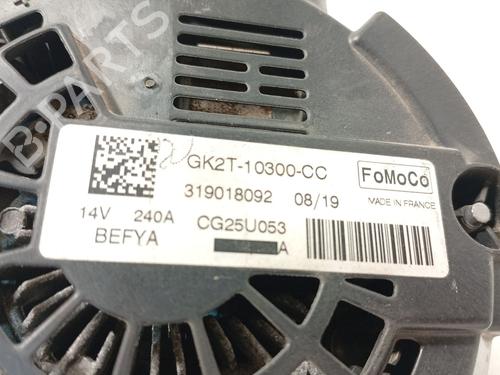 B-PARTS
GK2T-10300-CC
319018092 08/19
FoMoCo
MADE IN FRANCE
14V 240A CG25U053
BEFYA A